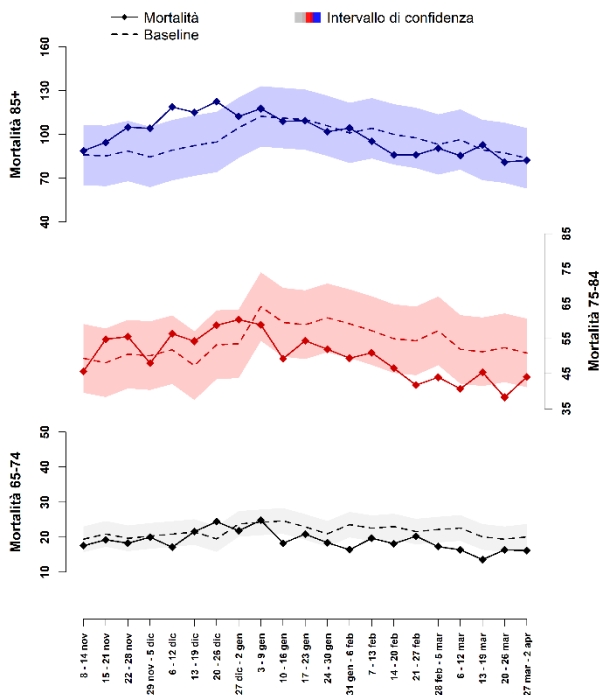 Mortalità
Baseline
Intervallo di confidenza
Mortalità 85+
160
130
100
70
40
Mortalità 75-84
85
75
65
55
45
35
Mortalità 65-74
50
40
30
20
10
8 - 14 nov
15 - 21 nov
22 - 28 nov
29 nov - 5 dic
6 - 12 dic
13 - 19 dic
20 - 26 dic
27 dic - 2 gen
3 - 9 gen
10 - 16 gen
17 - 23 gen
24 - 30 gen
31 gen - 6 feb
7 - 13 feb
14 - 20 feb
21 - 27 feb
28 feb - 5 mar
6 - 12 mar
13 - 19 mar
20 - 26 mar
27 mar - 2 apr